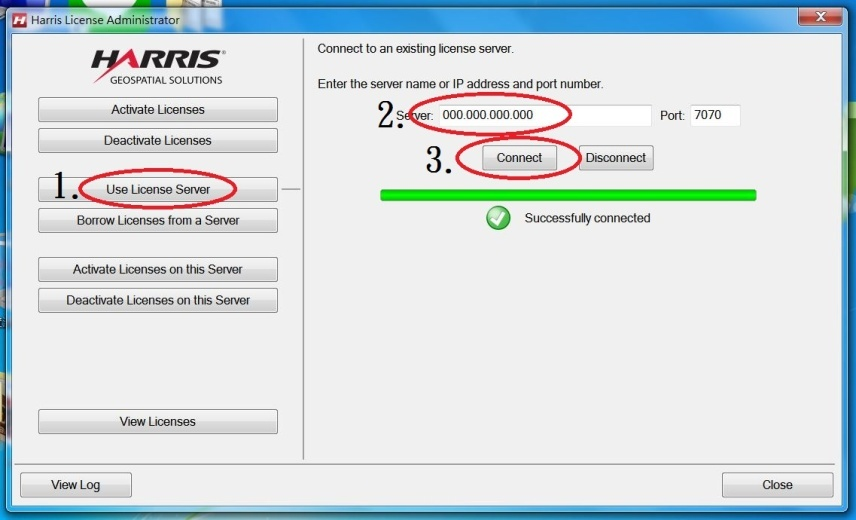 Harris License Administrator
HARRIS®
GEOSPATIAL SOLUTIONS
Activate Licenses
Deactivate Licenses
1. Use License Server
Borrow Licenses from a Server
Activate Licenses on this Server
Deactivate Licenses on this Server
View Licenses
Connect to an existing license server.
Enter the server name or IP address and port number.
2. Server: 000.000.000.000 Port: 7070
3. Connect Disconnect
Successfully connected
View Log Close